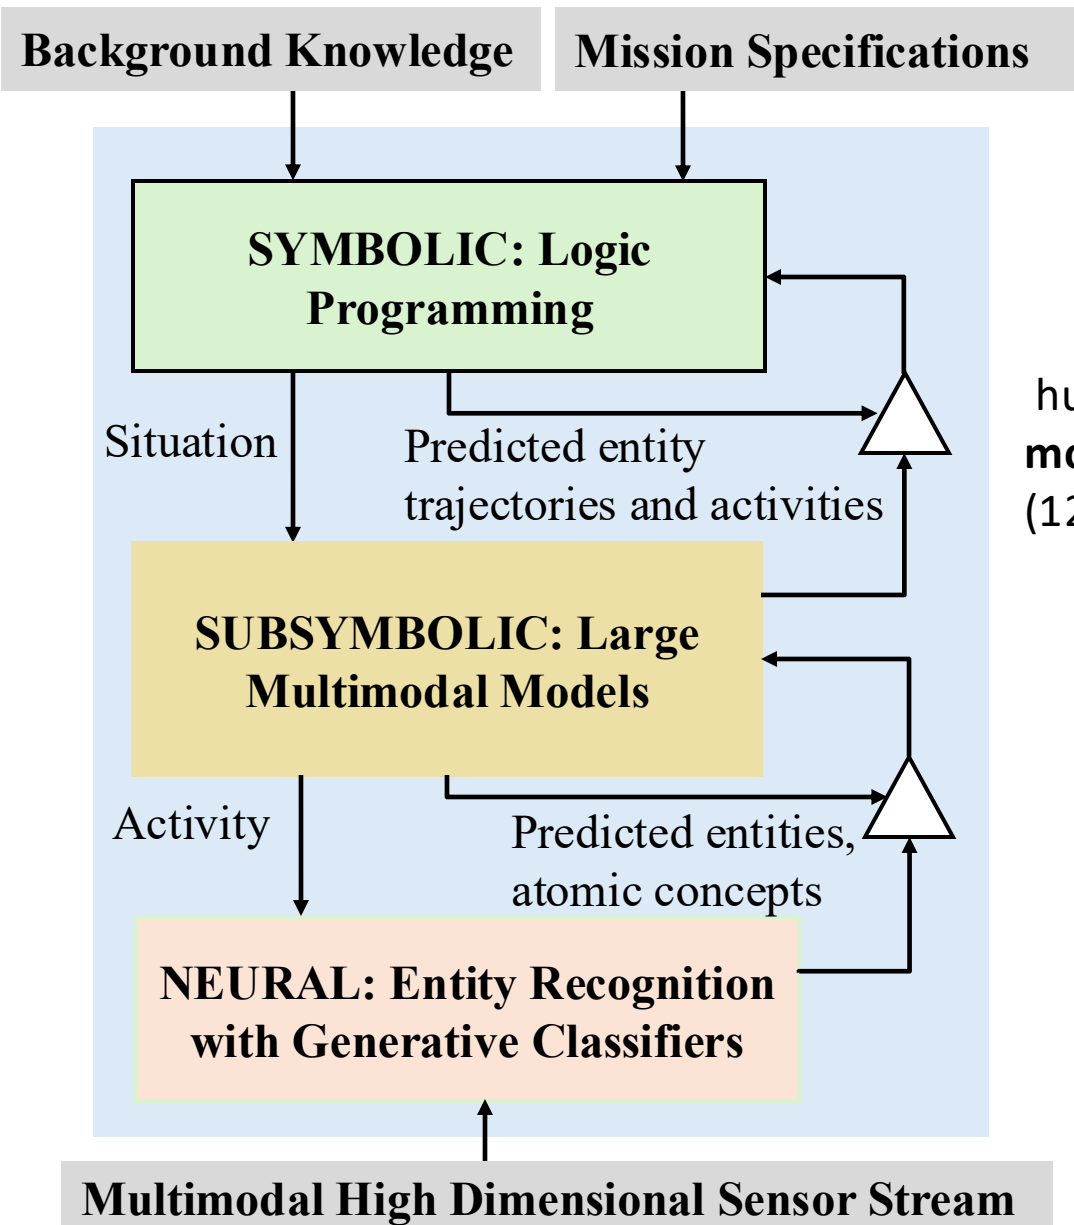 Background Knowledge
Mission Specifications
SYMBOLIC: Logic
Programming
Situation
Predicted entity
trajectories and activities
SUBSYMBOLIC: Large
Multimodal Models
Activity
Predicted entities,
atomic concepts
NEURAL: Entity Recognition
with Generative Classifiers
Multimodal High Dimensional Sensor Stream